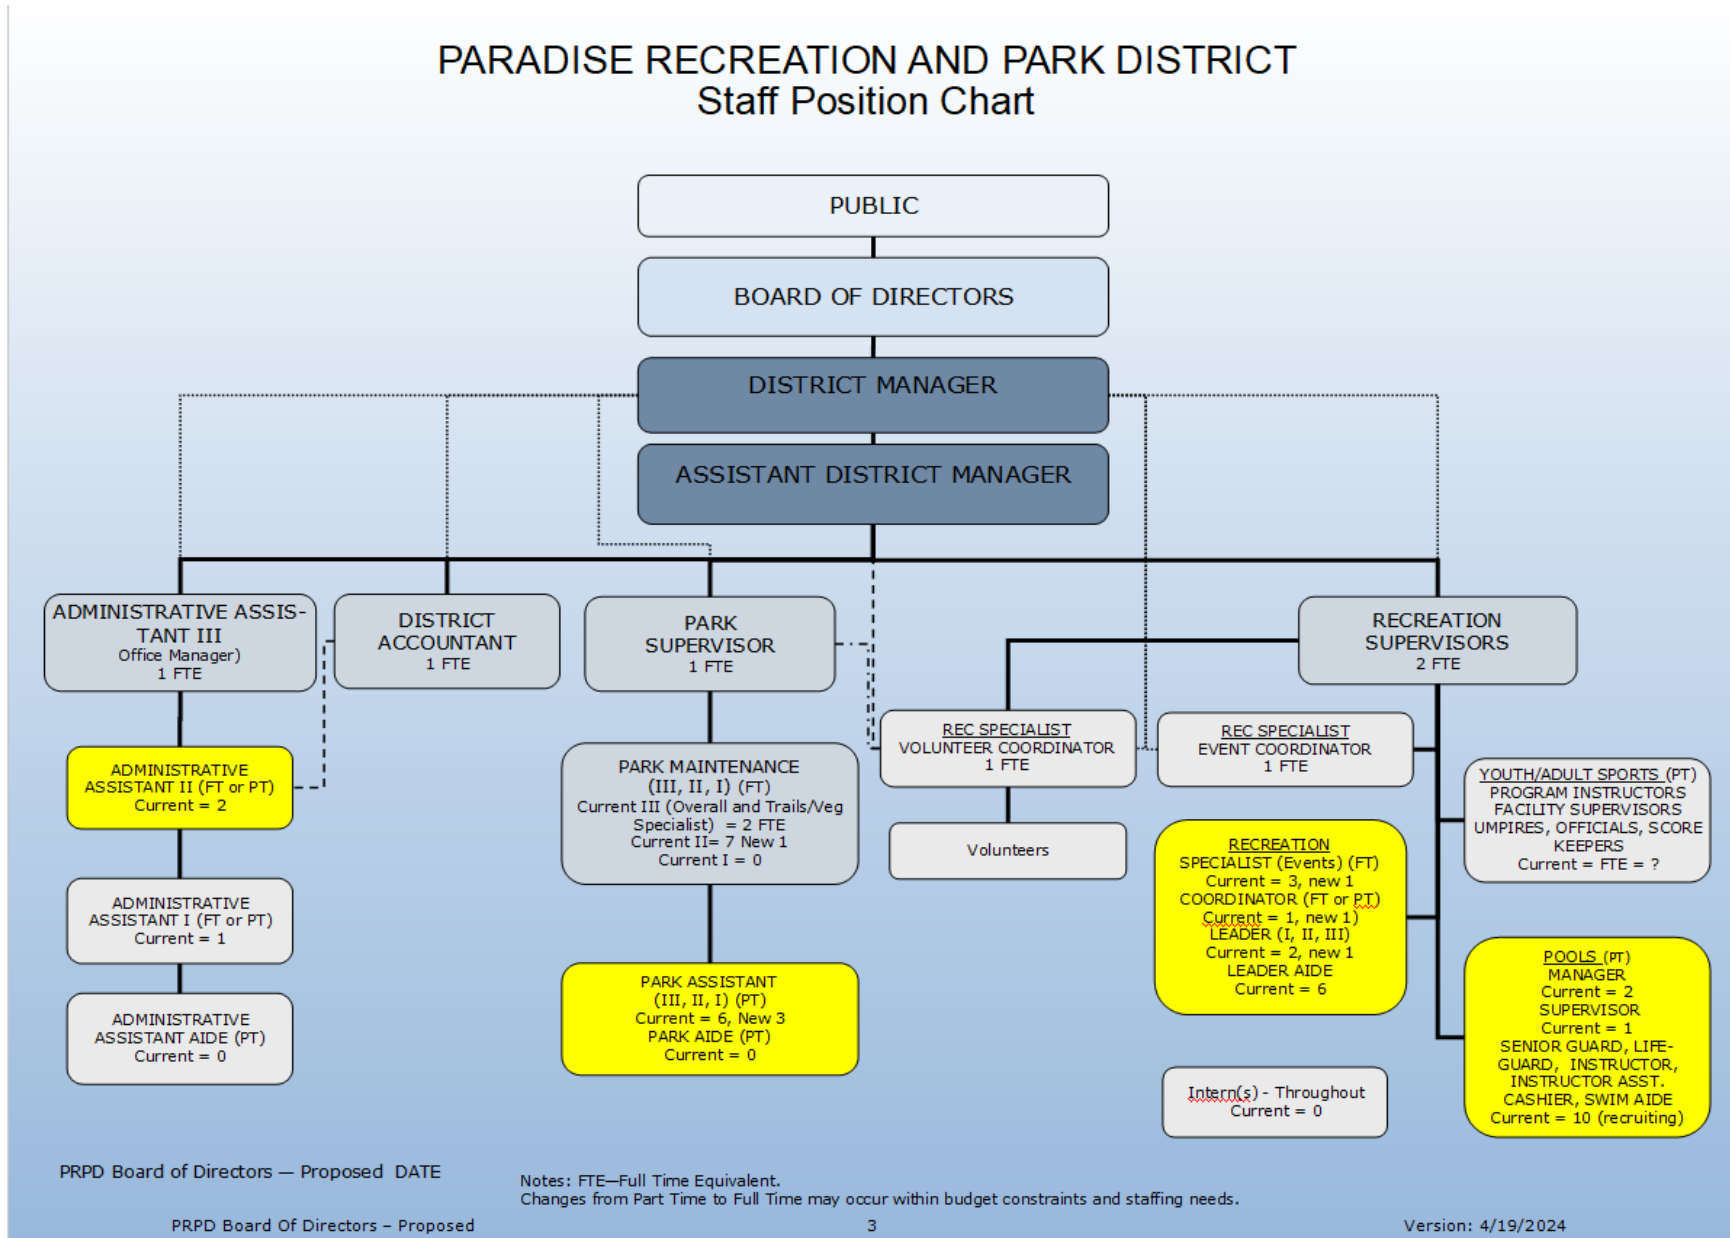 PARADISE RECREATION AND PARK DISTRICT
Staff Position Chart
PUBLIC
BOARD OF DIRECTORS
DISTRICT MANAGER
ASSISTANT DISTRICT MANAGER
ADMINISTRATIVE ASSIS-
TANT III
Office Manager)
1 FTE
DISTRICT
ACCOUNTANT
1 FTE
PARK
SUPERVISOR
1 FTE
RECREATION
SUPERVISORS
2 FTE
ADMINISTRATIVE
ASSISTANT II (FT or PT)
Current = 2
PARK MAINTENANCE
(III, II, I) (FT)
Current III (Overall and Trails/Veg
Specialist)  = 2 FTE
Current II= 7 New 1
Current I = 0
REC SPECIALIST
VOLUNTEER COORDINATOR
1 FTE
REC SPECIALIST
EVENT COORDINATOR
1 FTE
YOUTH/ADULT SPORTS (PT)
PROGRAM INSTRUCTORS
FACILITY SUPERVISORS
UMPIRES, OFFICIALS, SCORE
KEEPERS
Current = FTE = ?
Volunteers
RECREATION
SPECIALIST (Events) (FT)
Current = 3, new 1
COORDINATOR (FT or PT)
Current = 1, new 1)
LEADER (I, II, III)
Current = 2, new 1
LEADER AIDE
Current = 6
ADMINISTRATIVE
ASSISTANT I (FT or PT)
Current = 1
PARK ASSISTANT
(III, II, I) (PT)
Current = 6, New 3
PARK AIDE (PT)
Current = 0
POOLS (PT)
MANAGER
Current = 2
SUPERVISOR
Current = 1
SENIOR GUARD, LIFE-
GUARD,  INSTRUCTOR,
INSTRUCTOR ASST.
CASHIER, SWIM AIDE
Current = 10 (recruiting)
ADMINISTRATIVE
ASSISTANT AIDE (PT)
Current = 0
Intern(s) - Throughout
Current = 0
PRPD Board of Directors — Proposed  DATE
Notes: FTE—Full Time Equivalent.
Changes from Part Time to Full Time may occur within budget constraints and staffing needs.
PRPD Board Of Directors – Proposed
3
Version: 4/19/2024